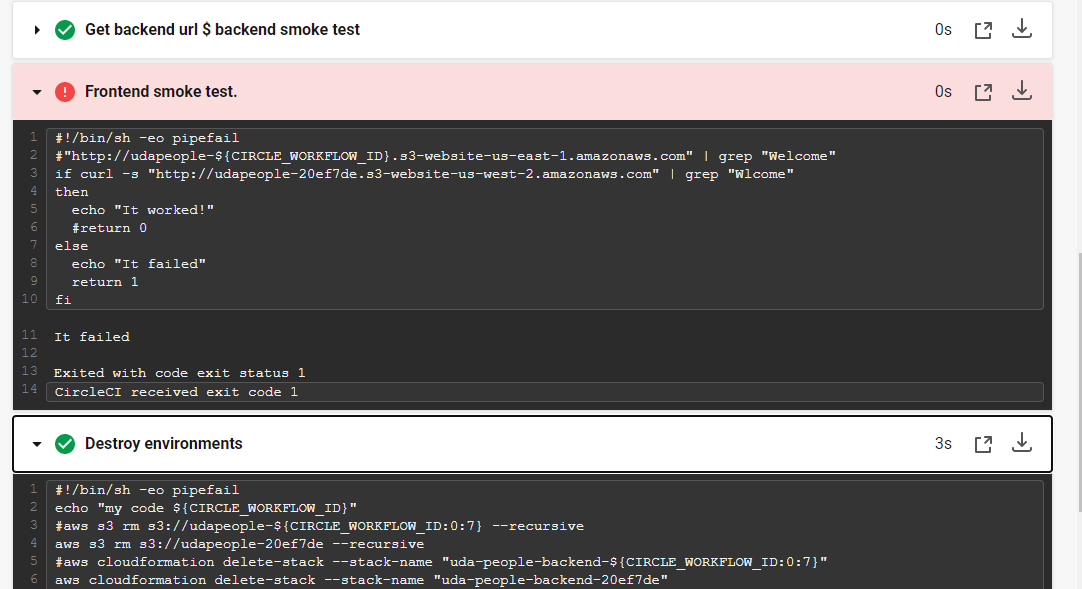 Get backend url $ backend smoke test 0s
Frontend smoke test. 0s
1 #!/bin/sh -eo pipefail
2 #"http://udapeople-${CIRCLE_WORKFLOW_ID}.s3-website-us-east-1.amazonaws.com" | grep "Welcome"
3 if curl -s "http://udapeople-20ef7de.s3-website-us-west-2.amazonaws.com" | grep "Wlcome"
4 then
5 echo "It worked!"
6 #return 0
7 else
8 echo "It failed"
9 return 1
10 fi
11 It failed
12
13 Exited with code exit status 1
14 CircleCI received exit code 1
Destroy environments 3s
1 #!/bin/sh -eo pipefail
2 echo "my code ${CIRCLE_WORKFLOW_ID}"
3 #aws s3 rm s3://udapeople-${CIRCLE_WORKFLOW_ID:0:7} --recursive
4 aws s3 rm s3://udapeople-20ef7de --recursive
5 #aws cloudformation delete-stack --stack-name "uda-people-backend-${CIRCLE_WORKFLOW_ID:0:7}"
6 aws cloudformation delete-stack --stack-name "uda-people-backend-20ef7de"